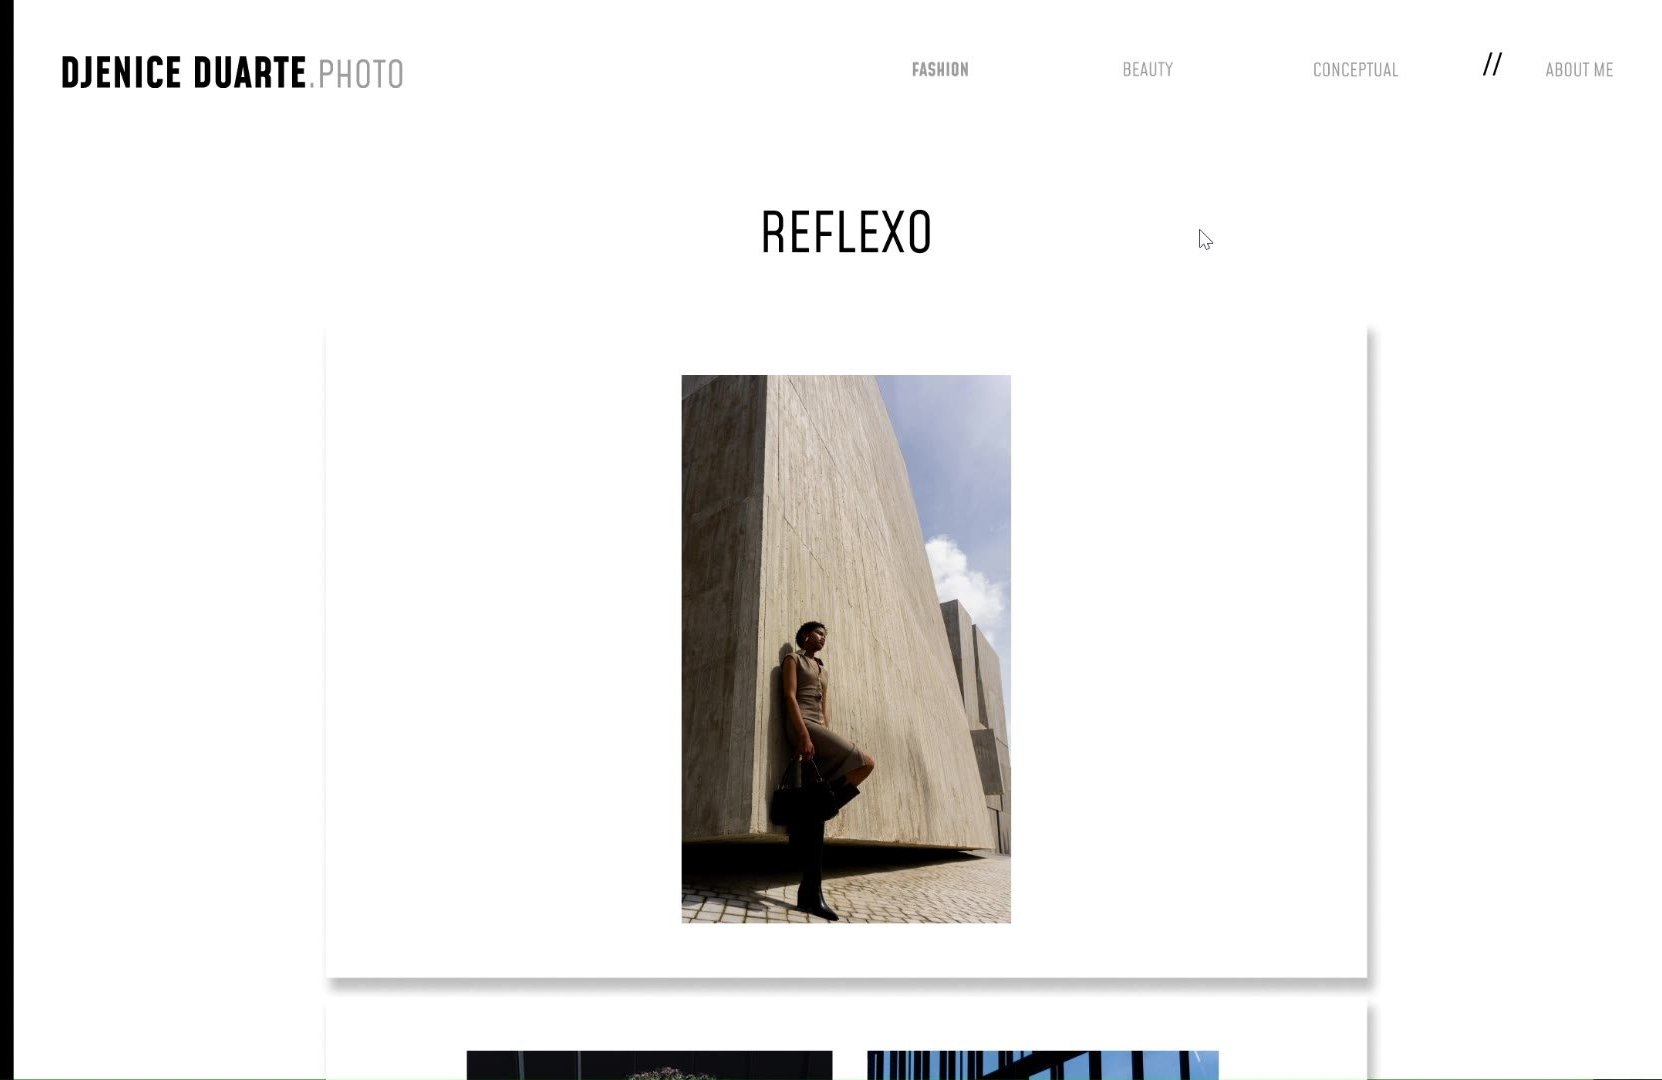 DJENICE DUARTE.PHOTO
FASHION
BEAUTY
CONCEPTUAL
//
ABOUT ME
REFLEXO